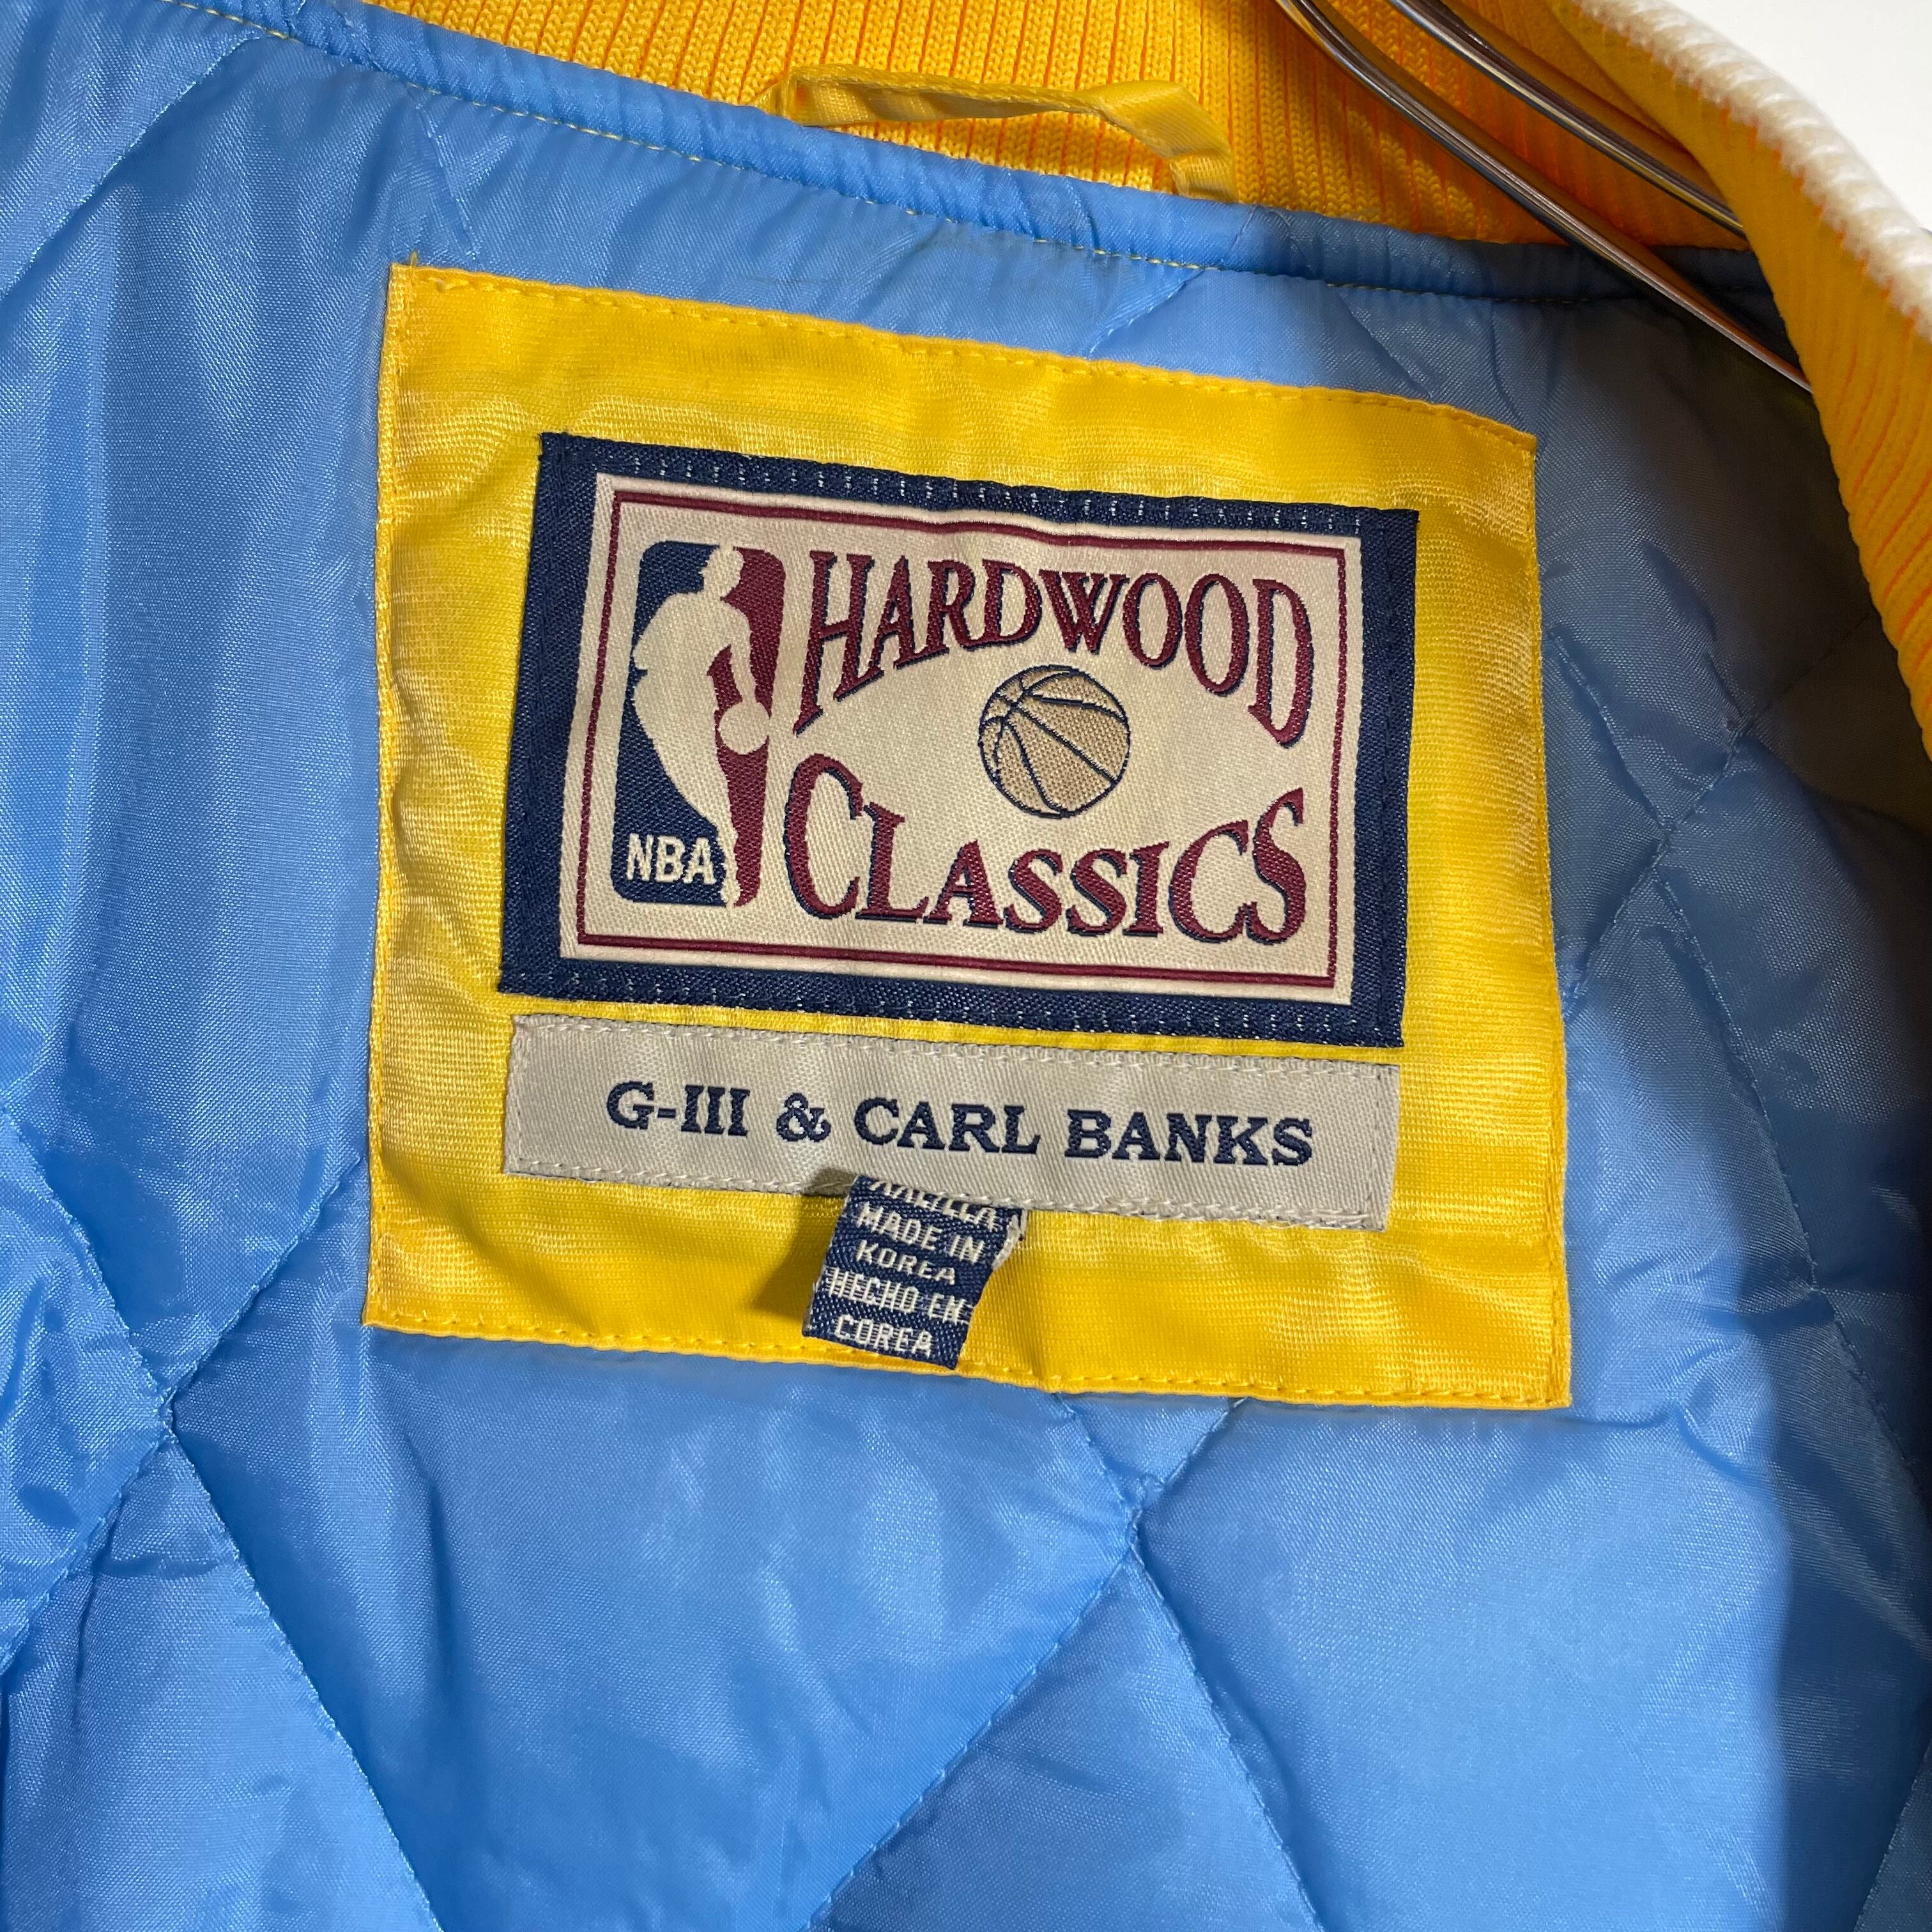 HARDWOOD
CLASSICS
NBA
G-III & CARL BANKS
MADE IN
KOREA
HECHO EN
COREA